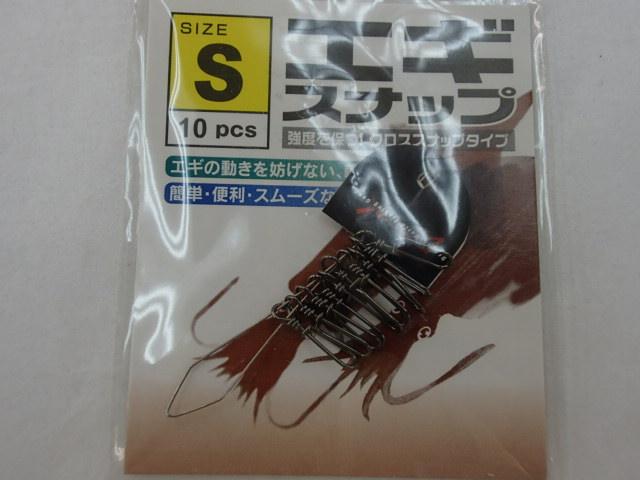 SIZE
S
10 pcs
エギ
スナップ
強度を保つ!クロススナップタイプ
エギの動きを妨げない、
簡単・便利・スムーズな